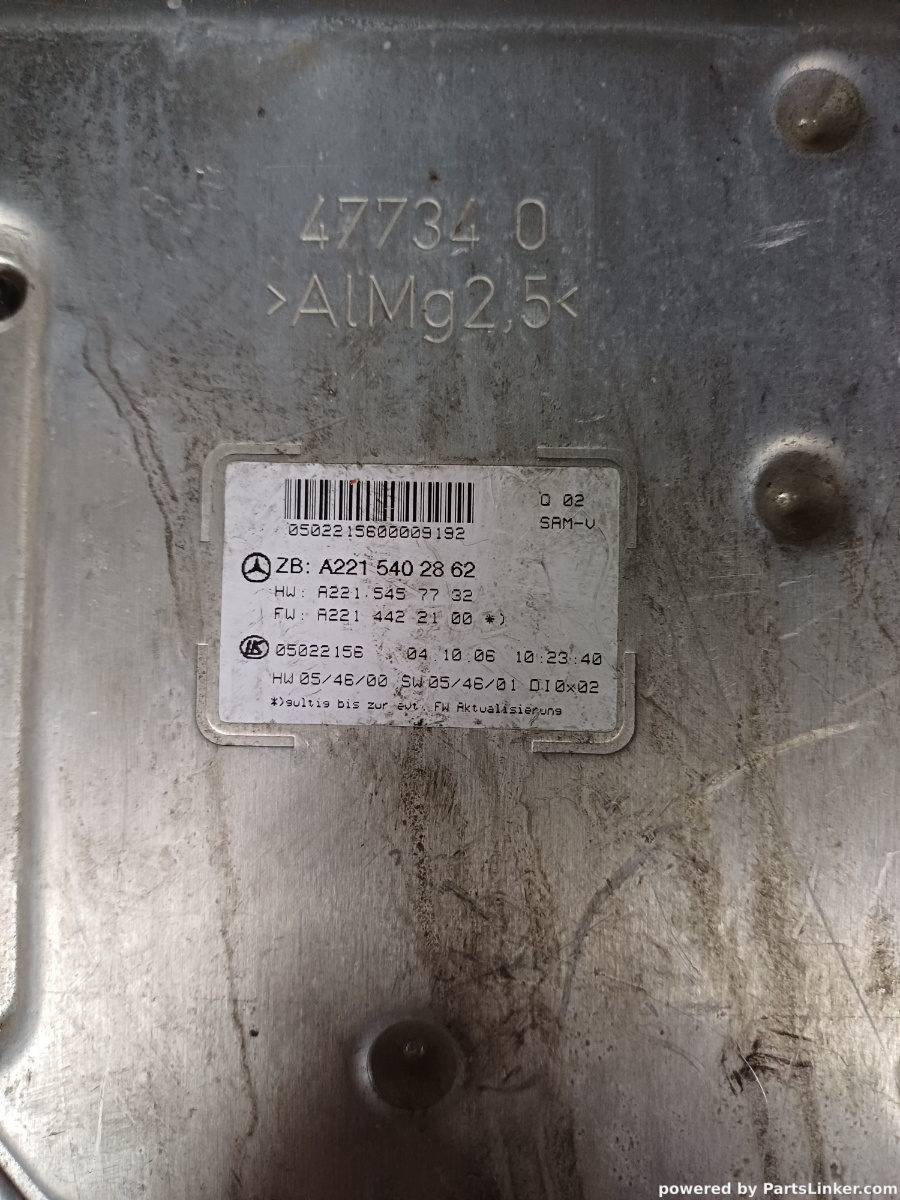 47734 0
>AlMg2,5<
0502215600009192
Q 02
SAM-V
ZB: A221 540 28 62
HW: A221 545 77 32
FW: A221 442 21 00 *)
05022156 04.10.06 10:23:40
HW 05/46/00 SW 05/46/01 DI0x02
*)gultig bis zur evt. FW Aktualisierung
powered by PartsLinker.com